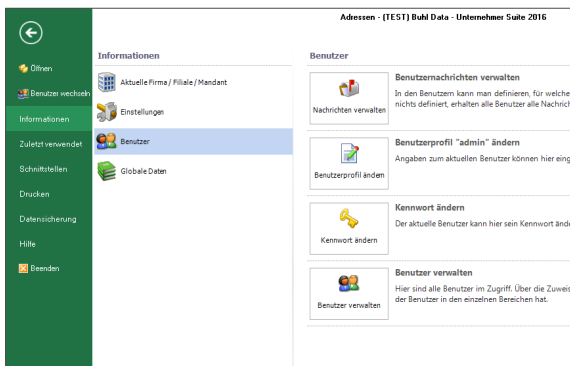 Adressen - (TEST) Buhl Data - Unternehmer Suite 2016
Öffnen
Benutzer wechseln
Informationen
Zuletzt verwendet
Schnittstellen
Drucken
Datensicherung
Hilfe
Beenden
Informationen
Aktuelle Firma / Filiale / Mandant
Einstellungen
Benutzer
Globale Daten
Benutzer
Nachrichten verwalten
Benutzernachrichten verwalten
In den Benutzern kann man definieren, für welche
nichts definiert, erhalten alle Benutzer alle Nachrich
Benutzerprofil ändern
Benutzerprofil "admin" ändern
Angaben zum aktuellen Benutzer können hier eing
Kennwort ändern
Kennwort ändern
Der aktuelle Benutzer kann hier sein Kennwort ände
Benutzer verwalten
Benutzer verwalten
Hier sind alle Benutzer im Zugriff. Über die Zuweis
der Benutzer in den einzelnen Bereichen hat.